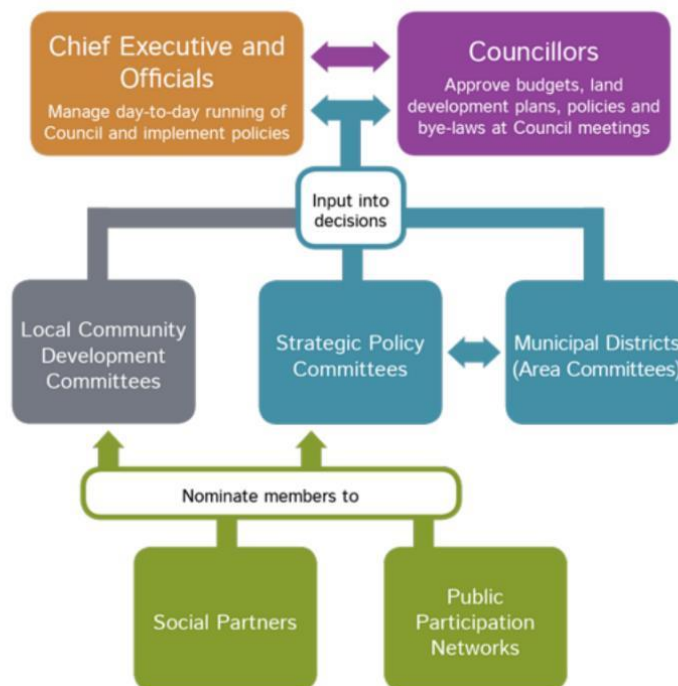 Chief Executive and
Officials
Manage day-to-day running of
Council and implement policies
Councillors
Approve budgets, land
development plans, policies and
bye-laws at Council meetings
Input into
decisions
Local Community
Development
Committees
Strategic Policy
Committees
Municipal Districts
(Area Committees)
Nominate members to
Social Partners
Public
Participation
Networks